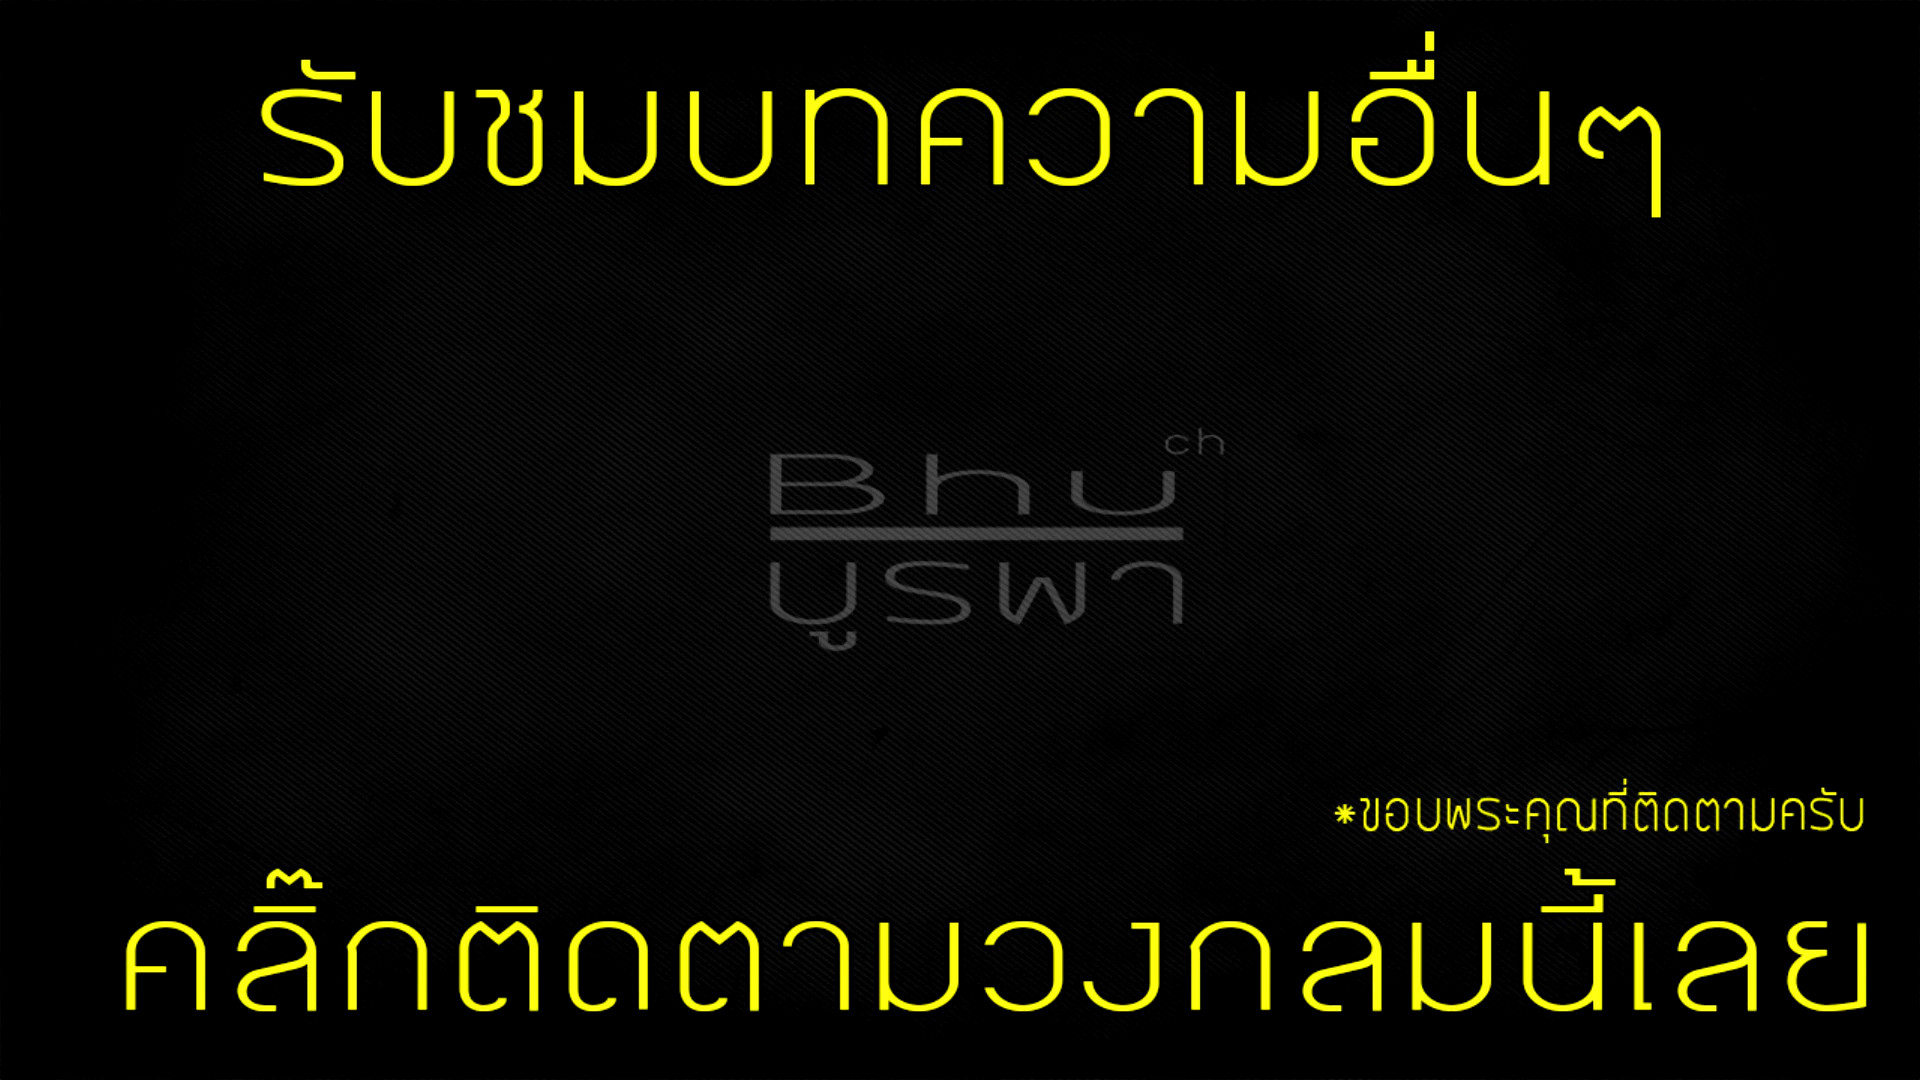 รับชมบทความอื่นๆ
Bhu ch
บูรพา
*ขอบพระคุณที่ติดตามครับ
คลิ๊กติดตามวงกลมนี้เลย